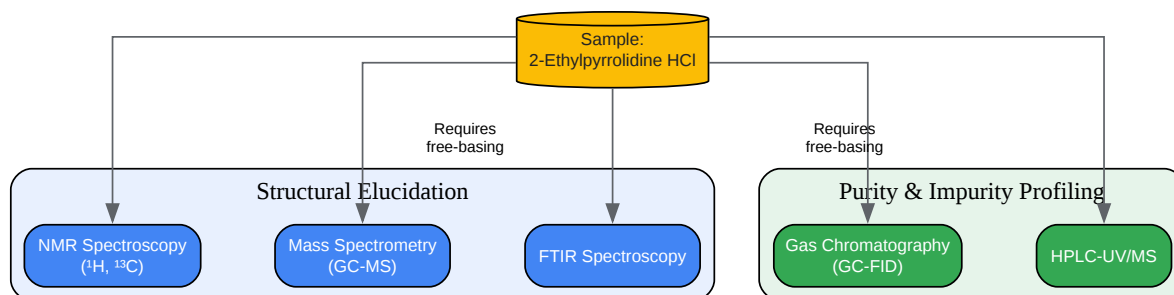 Sample:
2-Ethylpyrrolidine HCl
Requires
free-basing
Requires
free-basing
Structural Elucidation
Purity & Impurity Profiling
NMR Spectroscopy
(¹H, ¹³C)
Mass Spectrometry
(GC-MS)
FTIR Spectroscopy
Gas Chromatography
(GC-FID)
HPLC-UV/MS